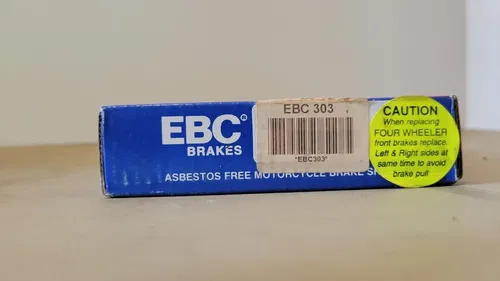 EBC®
BRAKES
ASBESTOS FREE MOTORCYCLE BRAKE
EBC 303
*EBC303*
CAUTION
When replacing
FOUR WHEELER
front brakes replace
Left & Right sides at
same time to avoid
brake pull